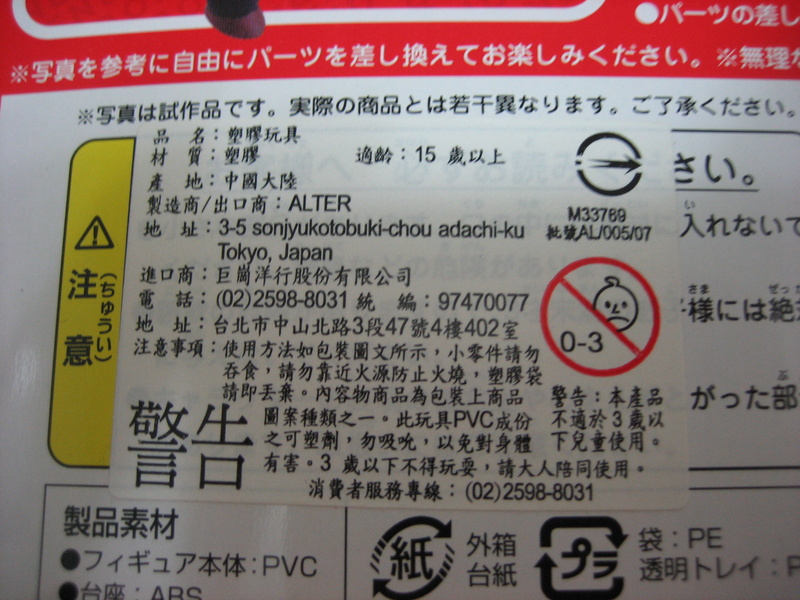 ●パーツの差し
※写真を参考に自由にパーツを差し換えてお楽しみください。※無理な
※写真は試作品です。実際の商品とは若干異なります。ご了承ください。
品 名：塑膠玩具
材 質：塑膠 適齡：15 歲以上
產 地：中國大陸
製造商/出口商：ALTER
地 址：3-5 sonjyukotobuki-chou adachi-ku
Tokyo, Japan
進口商：巨崗洋行股份有限公司
電 話：(02)2598-8031 統 編：97470077
地 址：台北市中山北路3段47號4樓402室
注意事項：使用方法如包裝圖文所示，小零件請勿
吞食，請勿靠近火源防止火燒，塑膠袋
請即丟棄。內容物商品為包裝上商品
圖案種類之一。此玩具PVC成份
之可塑劑，勿吸吮，以免對身體
有害。3 歲以下不得玩耍，請大人陪同使用。
消費者服務專線：(02)2598-8031
警告
M33769
批號AL/005/07
0-3
警告：本產品
不適於 3 歲以
下兒童使用。
注意
(ちゅうい)
さい。
入れないで
様には絶
がった部
製品素材
●フィギュア本体：PVC
●台座：ABS
紙
外箱
台紙
プラ
袋：PE
透明トレイ：P